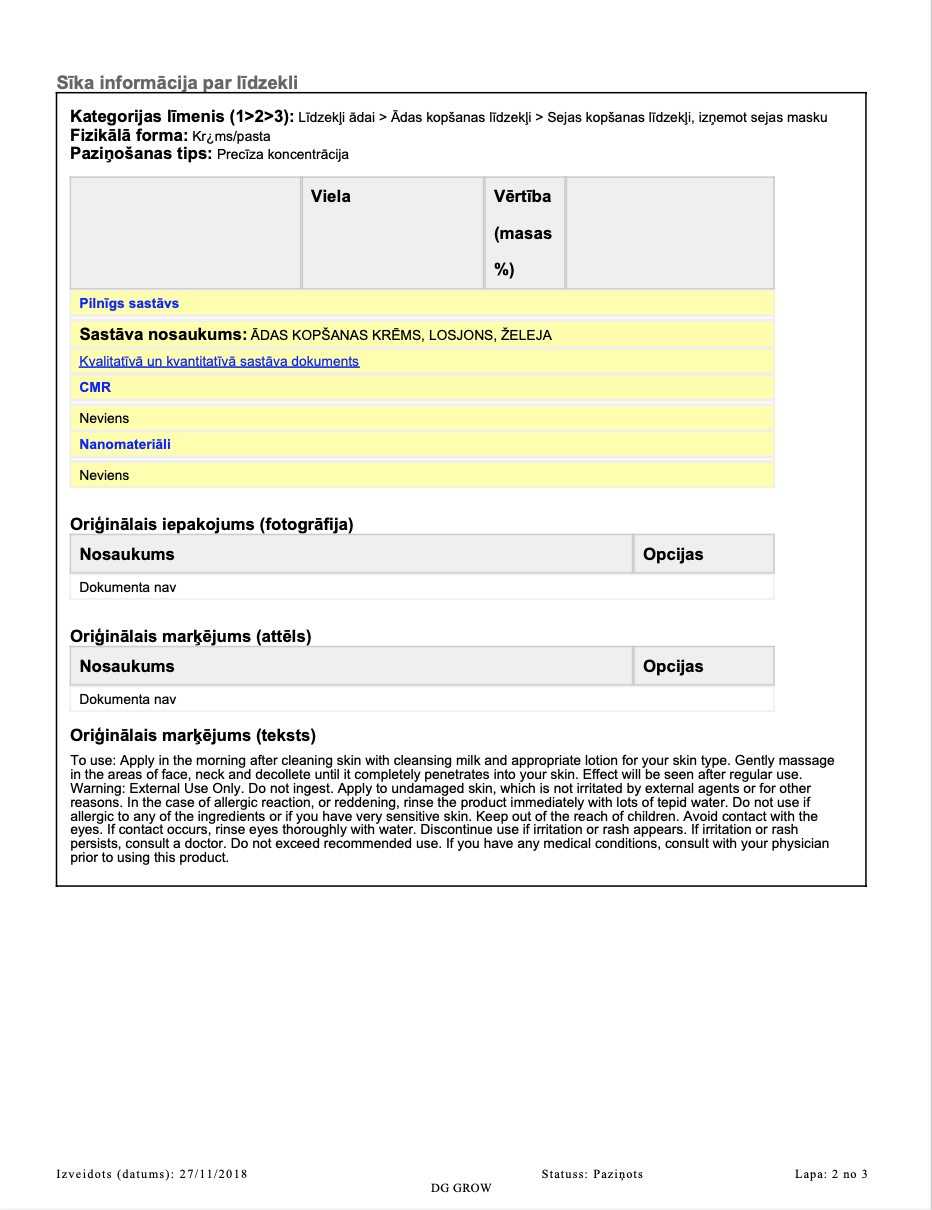 Sīka informācija par līdzekli
Kategorijas līmenis (1>2>3): Līdzekļi ādai > Ādas kopšanas līdzekļi > Sejas kopšanas līdzekļi, izņemot sejas masku
Fizikālā forma: Kr¿ms/pasta
Paziņošanas tips: Precīza koncentrācija
Viela
Vērtība
(masas
%)
Pilnīgs sastāvs
Sastāva nosaukums: ĀDAS KOPŠANAS KRĒMS, LOSJONS, ŽELEJA
Kvalitatīvā un kvantitatīvā sastāva dokuments
CMR
Neviens
Nanomateriāli
Neviens
Oriģinālais iepakojums (fotogrāfija)
Nosaukums Opcijas
Dokumenta nav
Oriģinālais marķējums (attēls)
Nosaukums Opcijas
Dokumenta nav
Oriģinālais marķējums (teksts)
To use: Apply in the morning after cleaning skin with cleansing milk and appropriate lotion for your skin type. Gently massage
in the areas of face, neck and decollete until it completely penetrates into your skin. Effect will be seen after regular use.
Warning: External Use Only. Do not ingest. Apply to undamaged skin, which is not irritated by external agents or for other
reasons. In the case of allergic reaction, or reddening, rinse the product immediately with lots of tepid water. Do not use if
allergic to any of the ingredients or if you have very sensitive skin. Keep out of the reach of children. Avoid contact with the
eyes. If contact occurs, rinse eyes thoroughly with water. Discontinue use if irritation or rash appears. If irritation or rash
persists, consult a doctor. Do not exceed recommended use. If you have any medical conditions, consult with your physician
prior to using this product.
Izveidots (datums): 27/11/2018 Statuss: Paziņots Lapa: 2 no 3
DG GROW